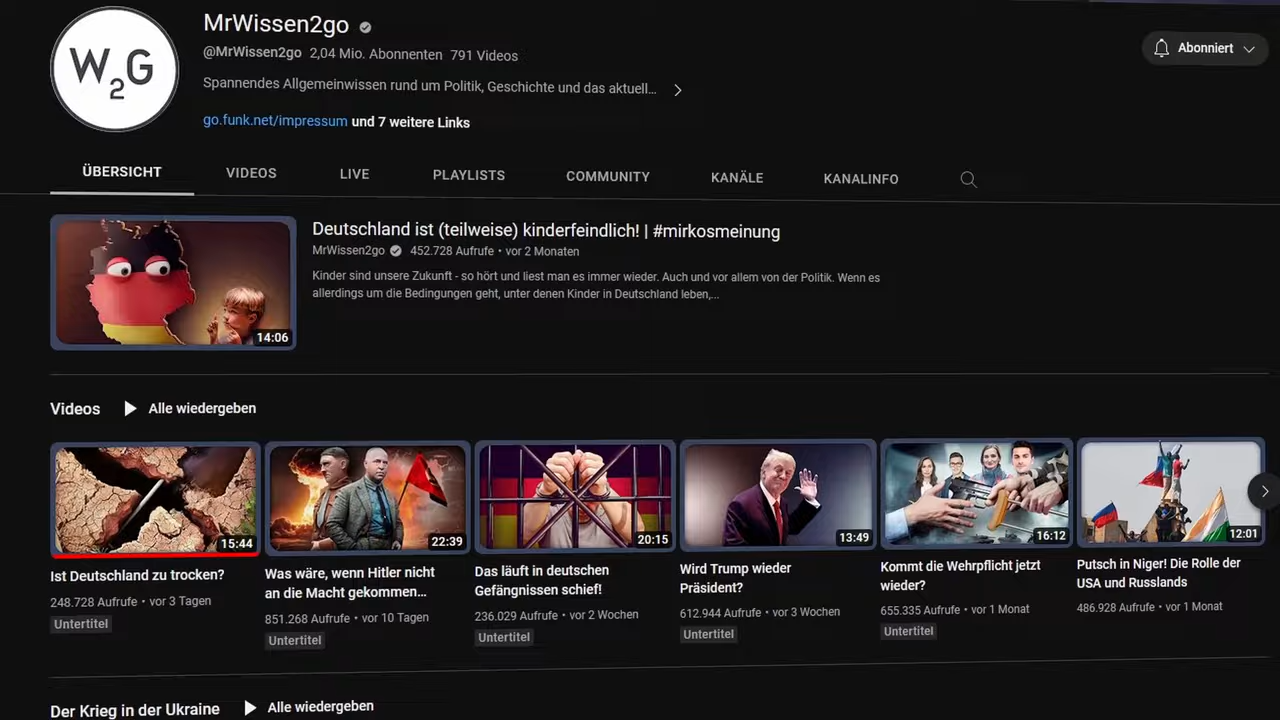 W2G
MrWissen2go
@MrWissen2go 2,04 Mio. Abonnenten 791 Videos
Spannendes Allgemeinwissen rund um Politik, Geschichte und das aktuell...
go.funk.net/impressum und 7 weitere Links
Abonniert
ÜBERSICHT VIDEOS LIVE PLAYLISTS COMMUNITY KANÄLE KANALINFO
14:06
Deutschland ist (teilweise) kinderfeindlich! | #mirkosmeinung
MrWissen2go 452.728 Aufrufe • vor 2 Monaten
Kinder sind unsere Zukunft - so hört und liest man es immer wieder. Auch und vor allem von der Politik. Wenn es
allerdings um die Bedingungen geht, unter denen Kinder in Deutschland leben,...
Videos Alle wiedergeben
15:44
Ist Deutschland zu trocken?
248.728 Aufrufe • vor 3 Tagen
Untertitel
22:39
Was wäre, wenn Hitler nicht
an die Macht gekommen...
851.268 Aufrufe • vor 10 Tagen
Untertitel
20:15
Das läuft in deutschen
Gefängnissen schief!
236.029 Aufrufe • vor 2 Wochen
Untertitel
13:49
Wird Trump wieder
Präsident?
612.944 Aufrufe • vor 3 Wochen
Untertitel
16:12
Kommt die Wehrpflicht jetzt
wieder?
655.335 Aufrufe • vor 1 Monat
Untertitel
12:01
Putsch in Niger! Die Rolle der
USA und Russlands
486.928 Aufrufe • vor 1 Monat
Der Krieg in der Ukraine Alle wiedergeben